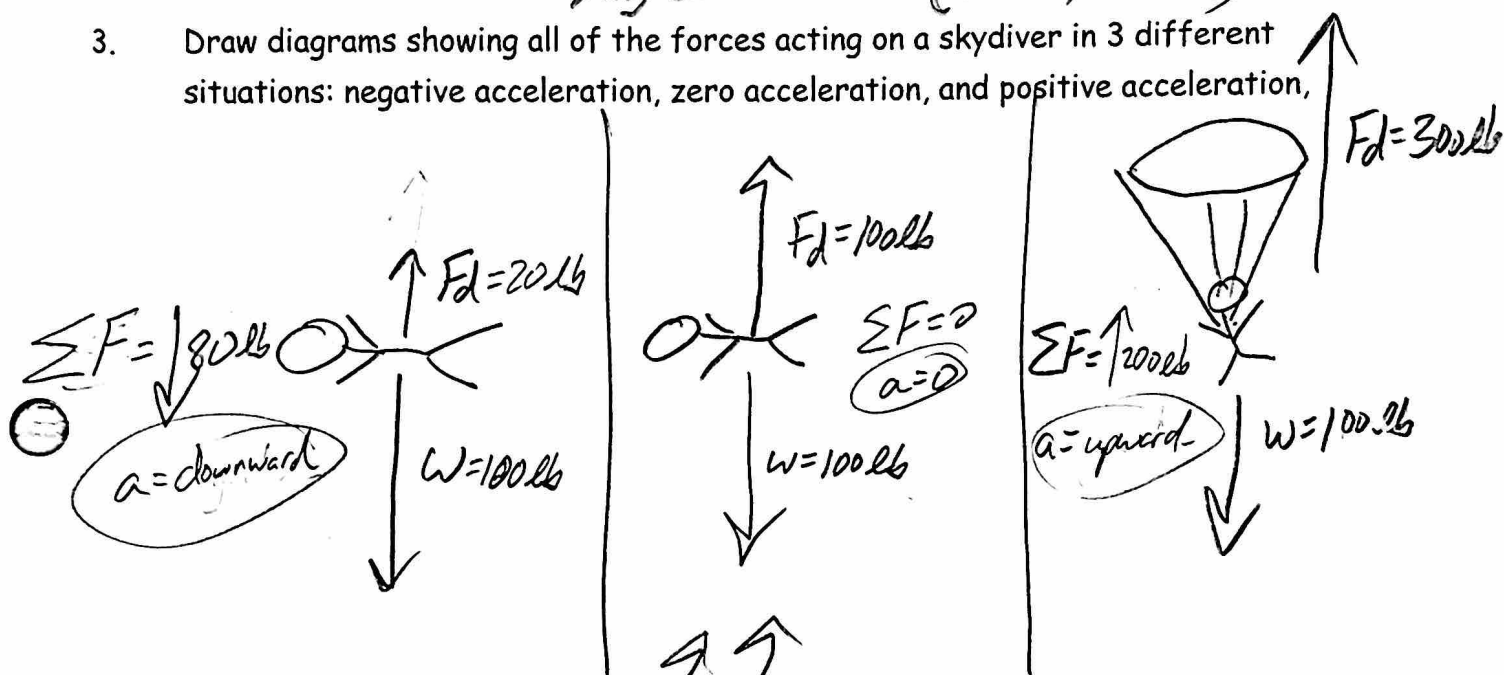 3. Draw diagrams showing all of the forces acting on a skydiver in 3 different
situations: negative acceleration, zero acceleration, and positive acceleration,
Fd=20lb
ΣF= 80lb
a=downward
W=100lb
Fd=100lb
ΣF=0
a=0
W=100lb
Fd=300lb
ΣF= 200lb
a=upward
W=100lb